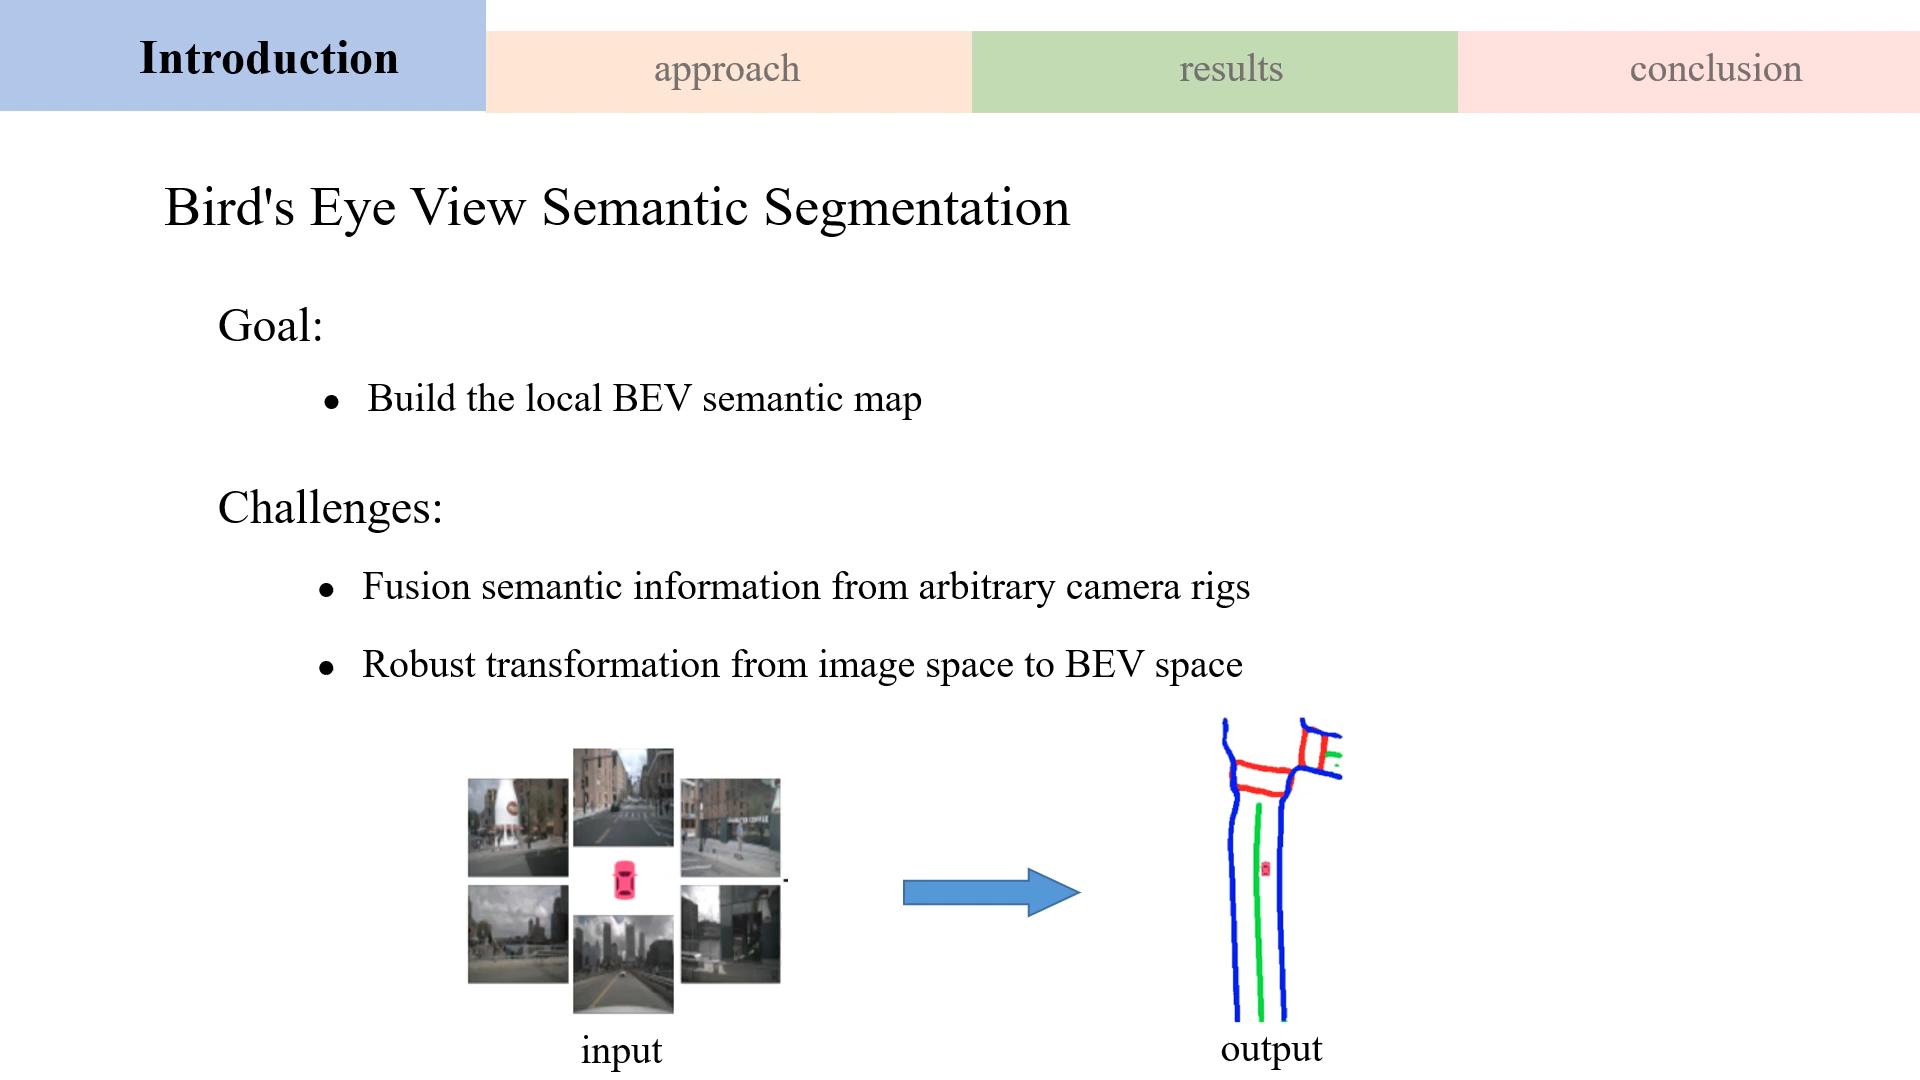 Introduction
approach
results
conclusion
Bird's Eye View Semantic Segmentation
Goal:
• Build the local BEV semantic map
Challenges:
• Fusion semantic information from arbitrary camera rigs
• Robust transformation from image space to BEV space
input
output